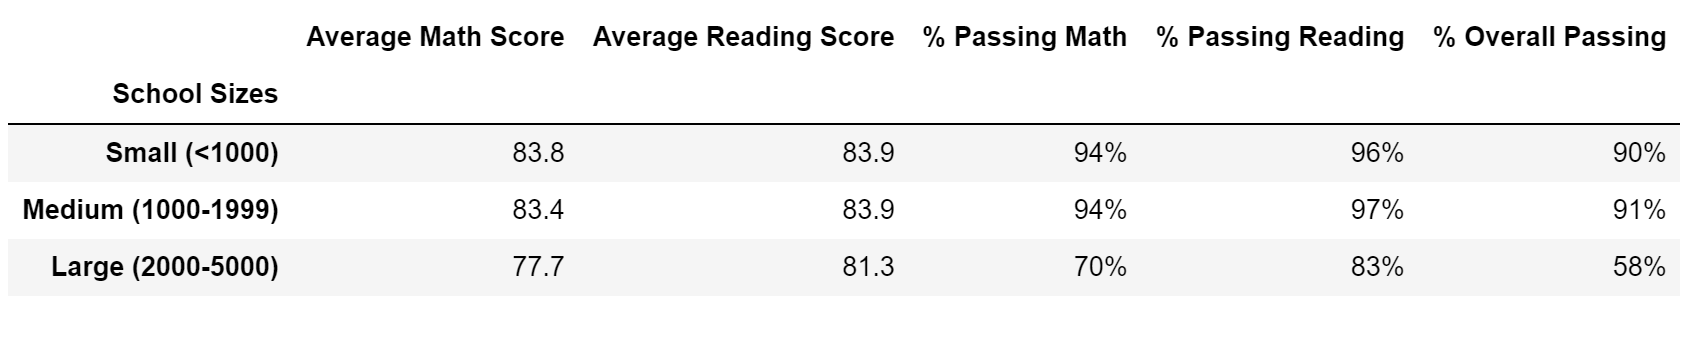 Average Math Score Average Reading Score % Passing Math % Passing Reading % Overall Passing
School Sizes
Small (<1000) 83.8 83.9 94% 96% 90%
Medium (1000-1999) 83.4 83.9 94% 97% 91%
Large (2000-5000) 77.7 81.3 70% 83% 58%